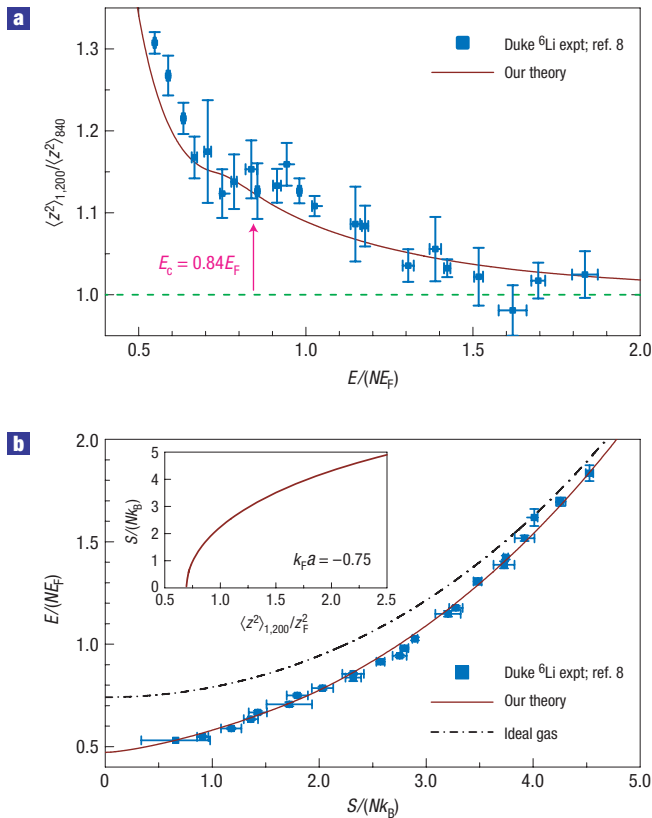 a
1.3
1.2
1.1
1.0
⟨z²⟩1,200/⟨z²⟩840
Duke ⁶Li expt; ref. 8
Our theory
Ec = 0.84EF
0.5
1.0
1.5
2.0
E/(NEF)
b
2.0
1.5
1.0
0.5
E/(NEF)
5
4
3
2
1
0
S/(NkB)
kFa = −0.75
0.5
1.0
1.5
2.0
2.5
⟨z²⟩1,200/z²F
Duke ⁶Li expt; ref. 8
Our theory
Ideal gas
0
1.0
2.0
3.0
4.0
5.0
S/(NkB)